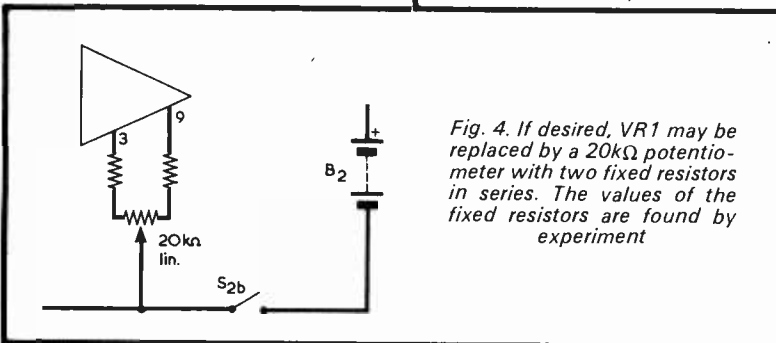 3
9
20kΩ
lin.
S2b
B2
+
Fig. 4. If desired, VR1 may be
replaced by a 20kΩ potentio-
meter with two fixed resistors
in series. The values of the
fixed resistors are found by
experiment